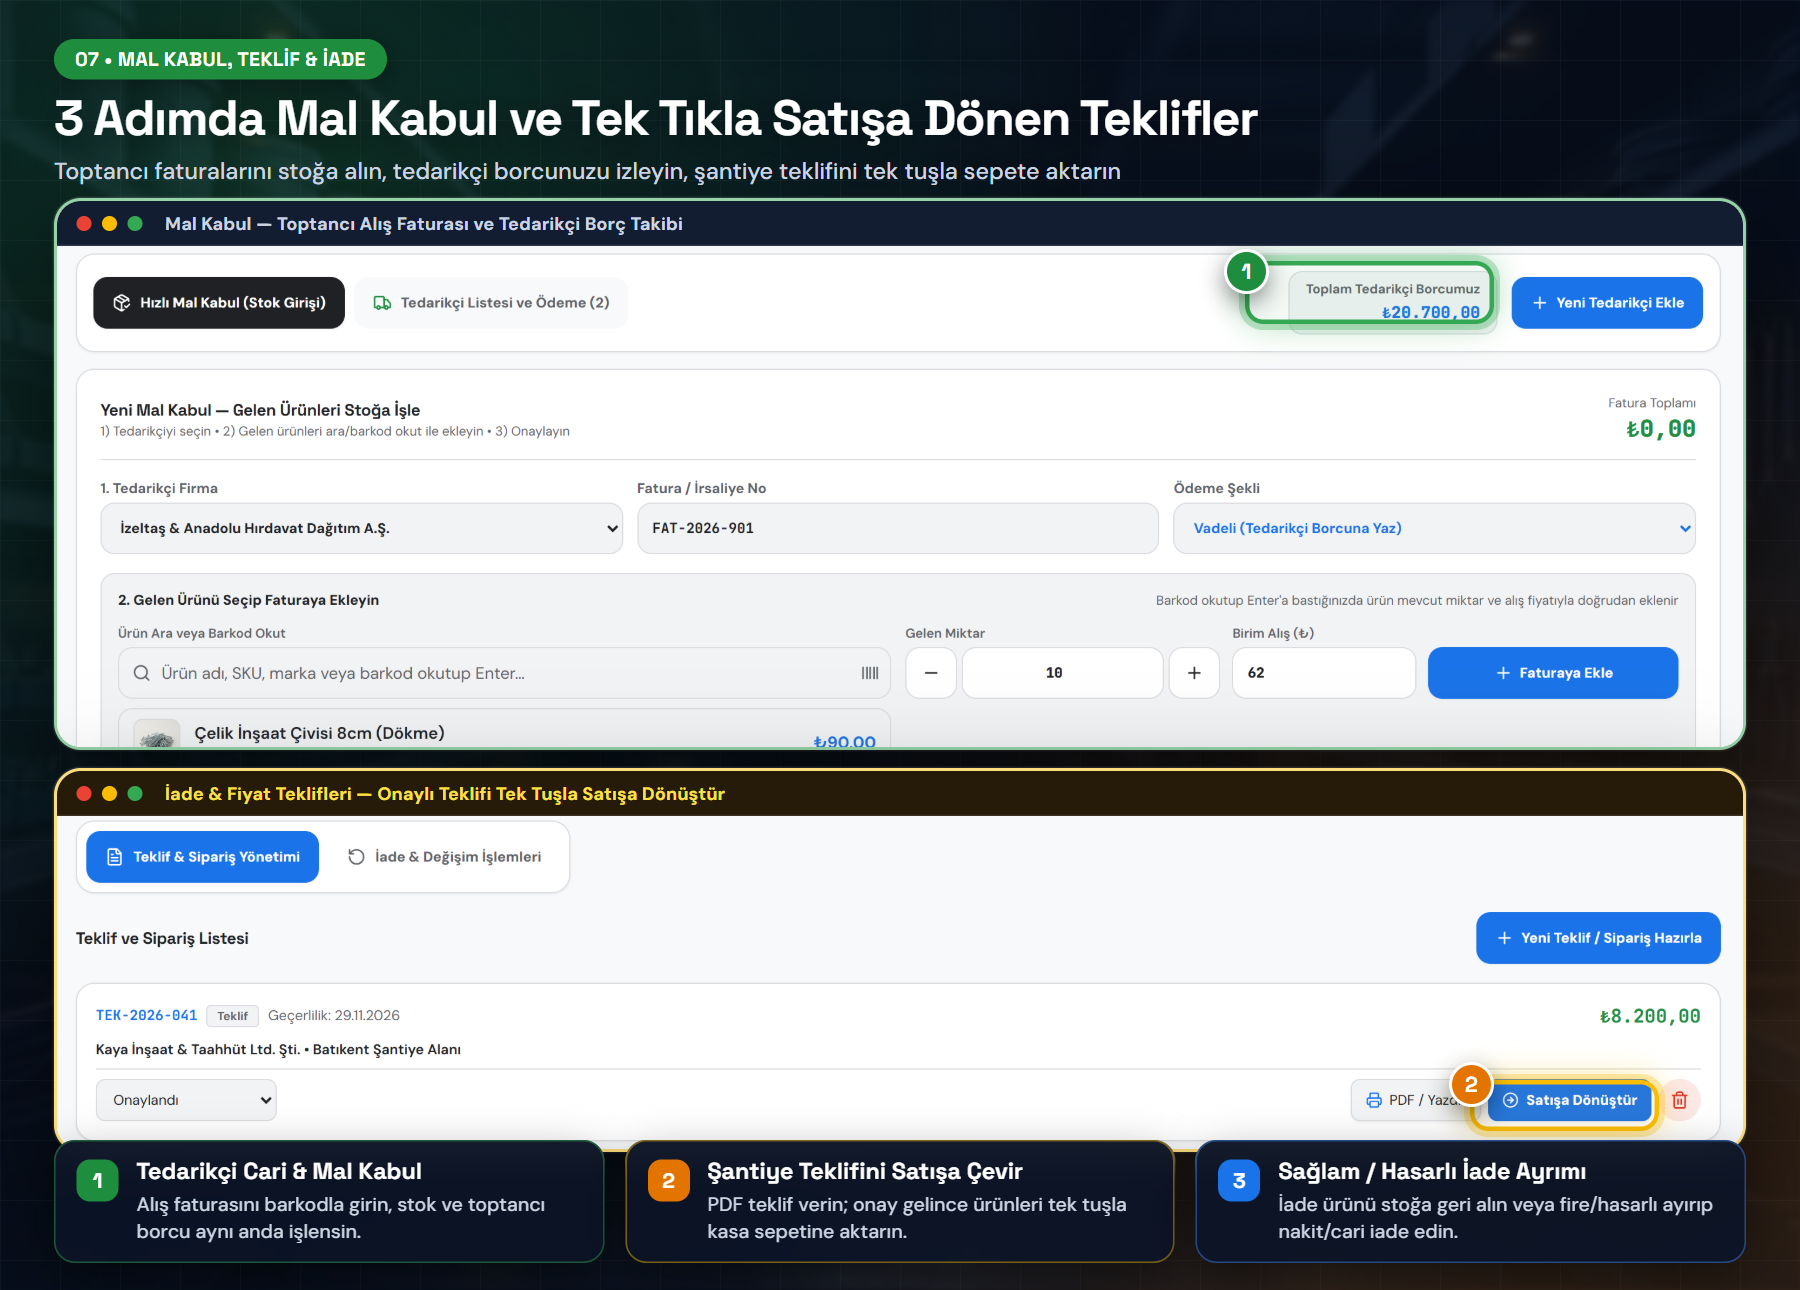 07 • MAL KABUL, TEKLİF & İADE
3 Adımda Mal Kabul ve Tek Tıkla Satışa Dönen Teklifler
Toptancı faturalarını stoğa alın, tedarikçi borcunuzu izleyin, şantiye teklifini tek tuşla sepete aktarın
Mal Kabul — Toptancı Alış Faturası ve Tedarikçi Borç Takibi
Hızlı Mal Kabul (Stok Girişi)
Tedarikçi Listesi ve Ödeme (2)
1
Toplam Tedarikçi Borcumuz
₺20.700,00
Yeni Tedarikçi Ekle
Yeni Mal Kabul — Gelen Ürünleri Stoğa İşle
1) Tedarikçiyi seçin • 2) Gelen ürünleri ara/barkod okut ile ekleyin • 3) Onaylayın
Fatura Toplamı
₺0,00
1. Tedarikçi Firma
Fatura / İrsaliye No
Ödeme Şekli
İzeltaş & Anadolu Hırdavat Dağıtım A.Ş.
FAT-2026-901
Vadeli (Tedarikçi Borcuna Yaz)
2. Gelen Ürünü Seçip Faturaya Ekleyin
Barkod okutup Enter'a bastığınızda ürün mevcut miktar ve alış fiyatıyla doğrudan eklenir
Ürün Ara veya Barkod Okut
Gelen Miktar
Birim Alış (₺)
Ürün adı, SKU, marka veya barkod okutup Enter...
10
62
Faturaya Ekle
Çelik İnşaat Çivisi 8cm (Dökme)
₺90,00
İade & Fiyat Teklifleri — Onaylı Teklifi Tek Tuşla Satışa Dönüştür
Teklif & Sipariş Yönetimi
İade & Değişim İşlemleri
Teklif ve Sipariş Listesi
Yeni Teklif / Sipariş Hazırla
TEK-2026-041
Teklif
Geçerlilik: 29.11.2026
₺8.200,00
Kaya İnşaat & Taahhüt Ltd. Şti. • Batıkent Şantiye Alanı
Onaylandı
PDF /
2
Satışa Dönüştür
1
Tedarikçi Cari & Mal Kabul
Alış faturasını barkodla girin, stok ve toptancı
borcu aynı anda işlensin.
2
Şantiye Teklifini Satışa Çevir
PDF teklif verin; onay gelince ürünleri tek tuşla
kasa sepetine aktarın.
3
Sağlam / Hasarlı İade Ayrımı
İade ürünü stoğa geri alın veya fire/hasarlı ayırıp
nakit/cari iade edin.